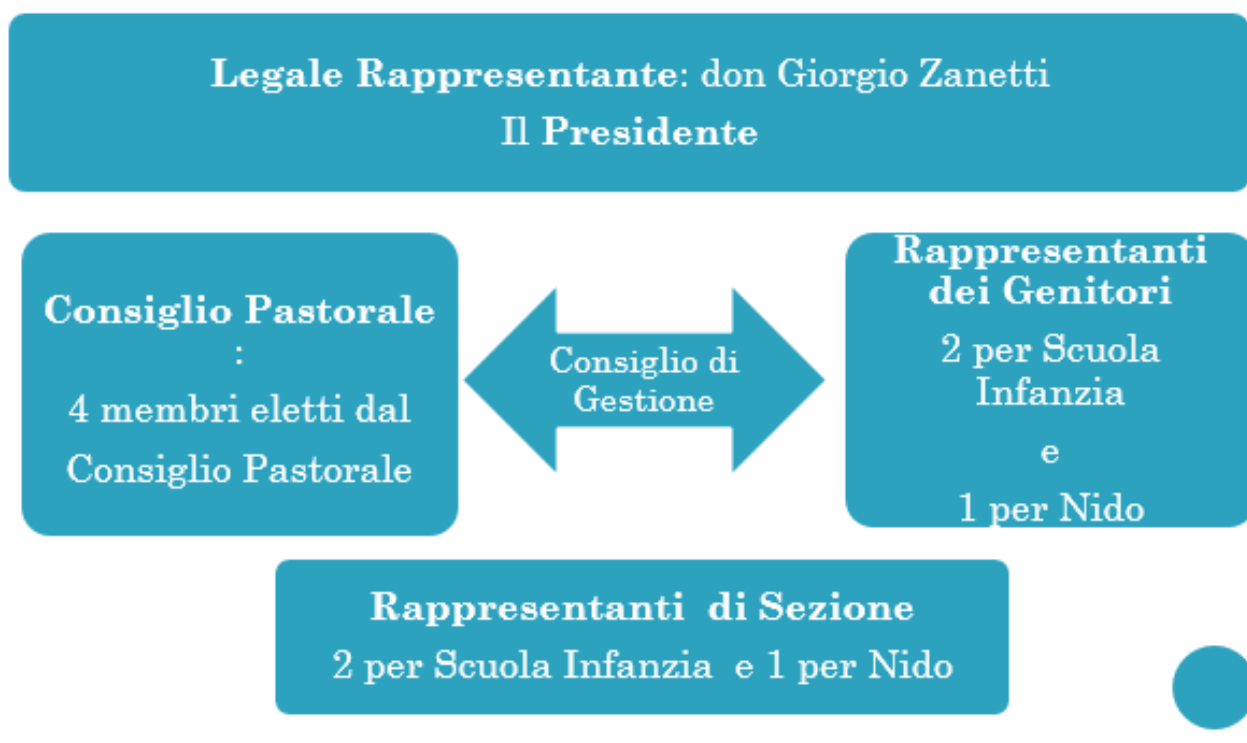 Legale Rappresentante: don Giorgio Zanetti
Il Presidente
Consiglio Pastorale
:
4 membri eletti dal
Consiglio Pastorale
Consiglio di
Gestione
Rappresentanti
dei Genitori
2 per Scuola
Infanzia
e
1 per Nido
Rappresentanti di Sezione
2 per Scuola Infanzia e 1 per Nido